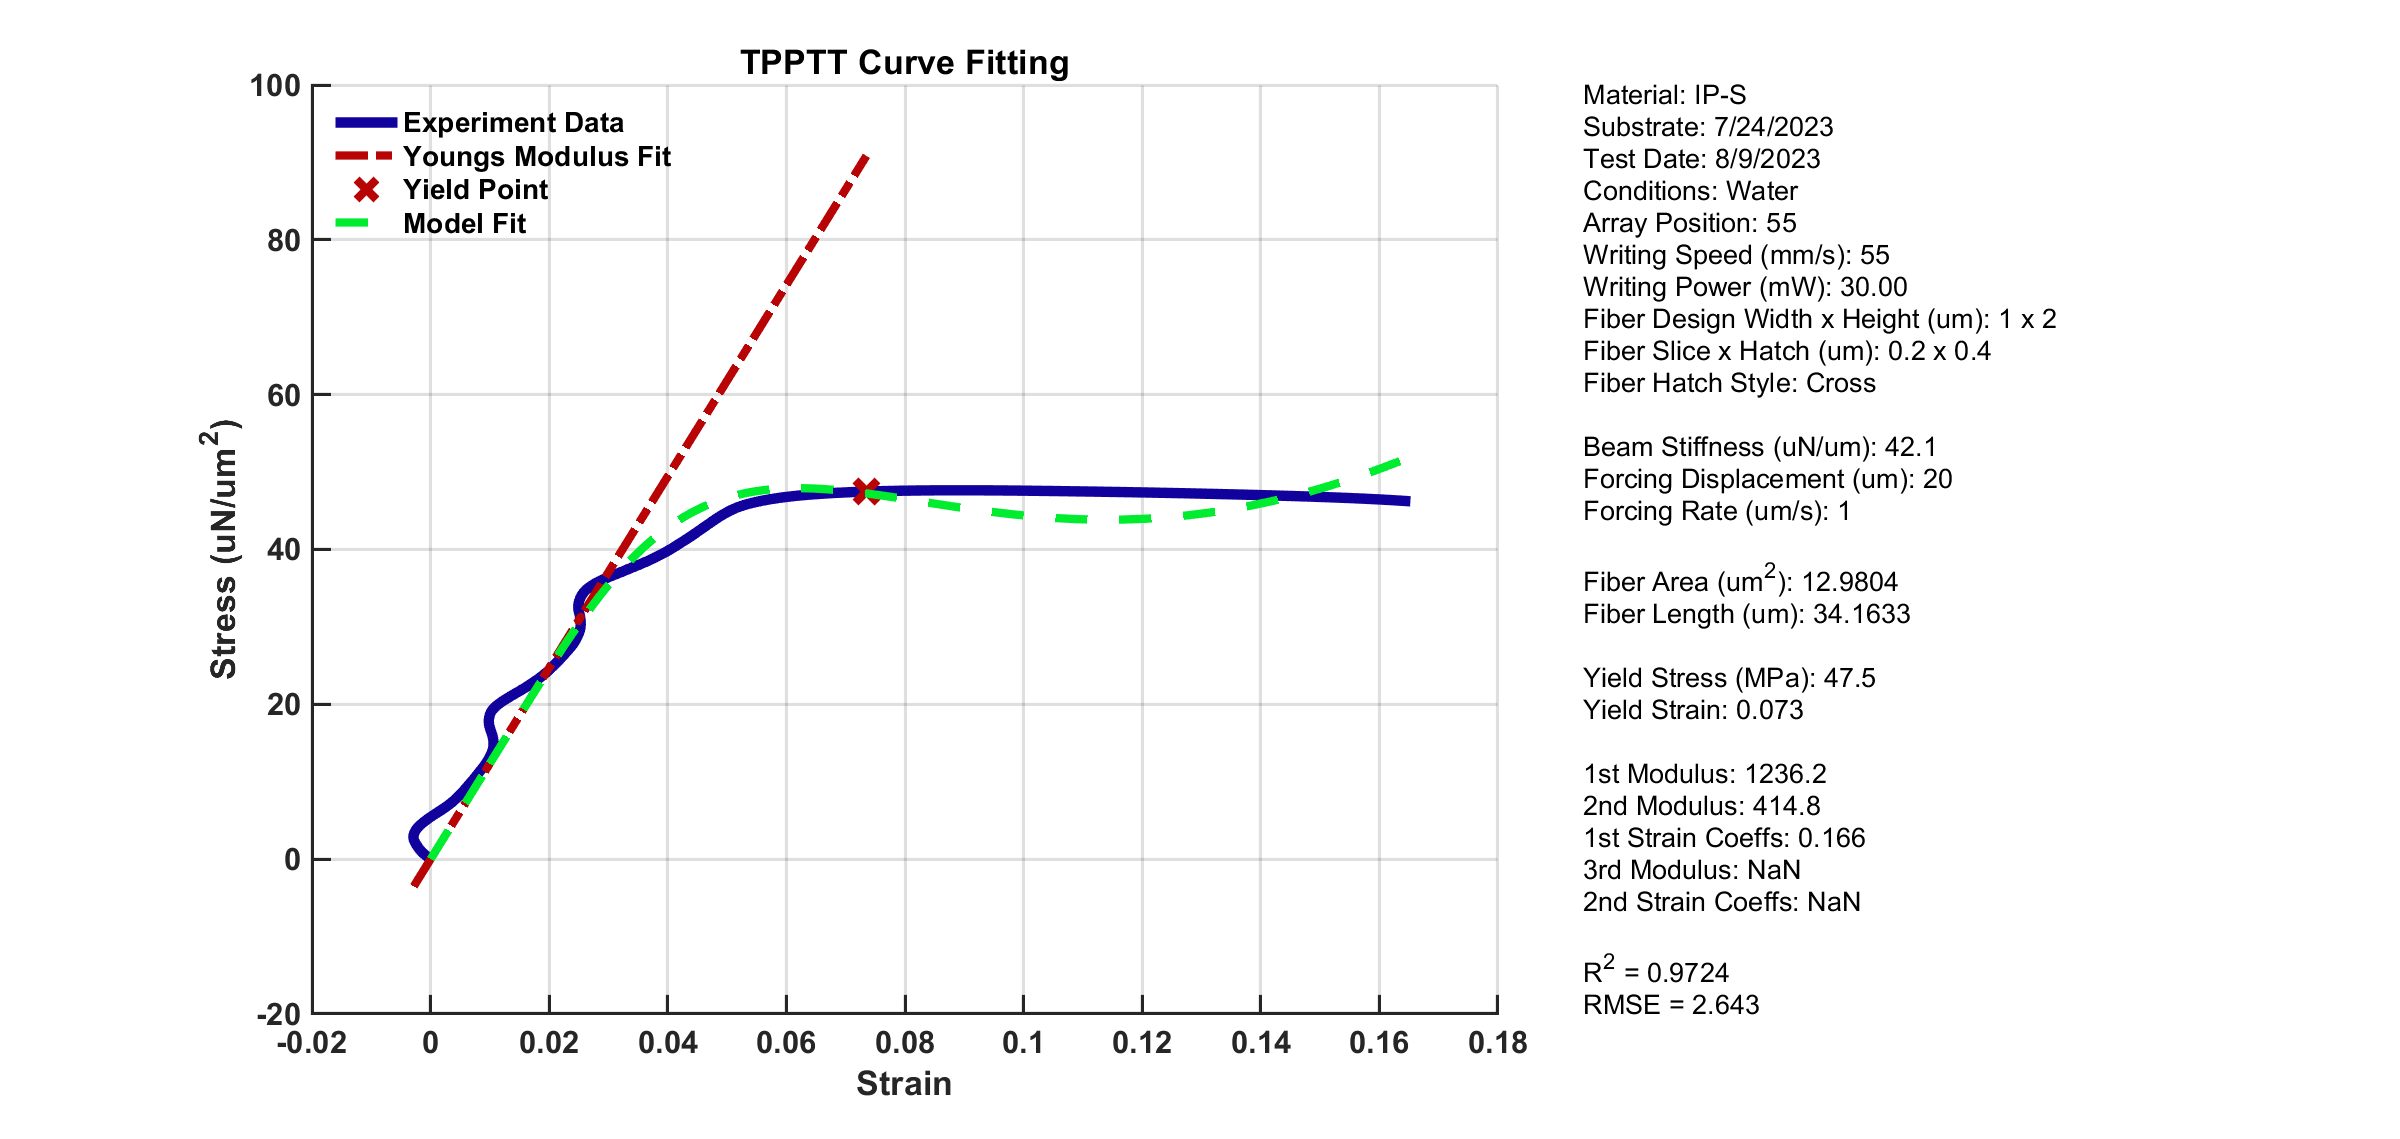 TPPTT Curve Fitting
100
80
60
40
20
0
-20
Stress (uN/um²)
Experiment Data
Youngs Modulus Fit
Yield Point
Model Fit
-0.02 0 0.02 0.04 0.06 0.08 0.1 0.12 0.14 0.16 0.18
Strain
Material: IP-S
Substrate: 7/24/2023
Test Date: 8/9/2023
Conditions: Water
Array Position: 55
Writing Speed (mm/s): 55
Writing Power (mW): 30.00
Fiber Design Width x Height (um): 1 x 2
Fiber Slice x Hatch (um): 0.2 x 0.4
Fiber Hatch Style: Cross
Beam Stiffness (uN/um): 42.1
Forcing Displacement (um): 20
Forcing Rate (um/s): 1
Fiber Area (um²): 12.9804
Fiber Length (um): 34.1633
Yield Stress (MPa): 47.5
Yield Strain: 0.073
1st Modulus: 1236.2
2nd Modulus: 414.8
1st Strain Coeffs: 0.166
3rd Modulus: NaN
2nd Strain Coeffs: NaN
R² = 0.9724
RMSE = 2.643